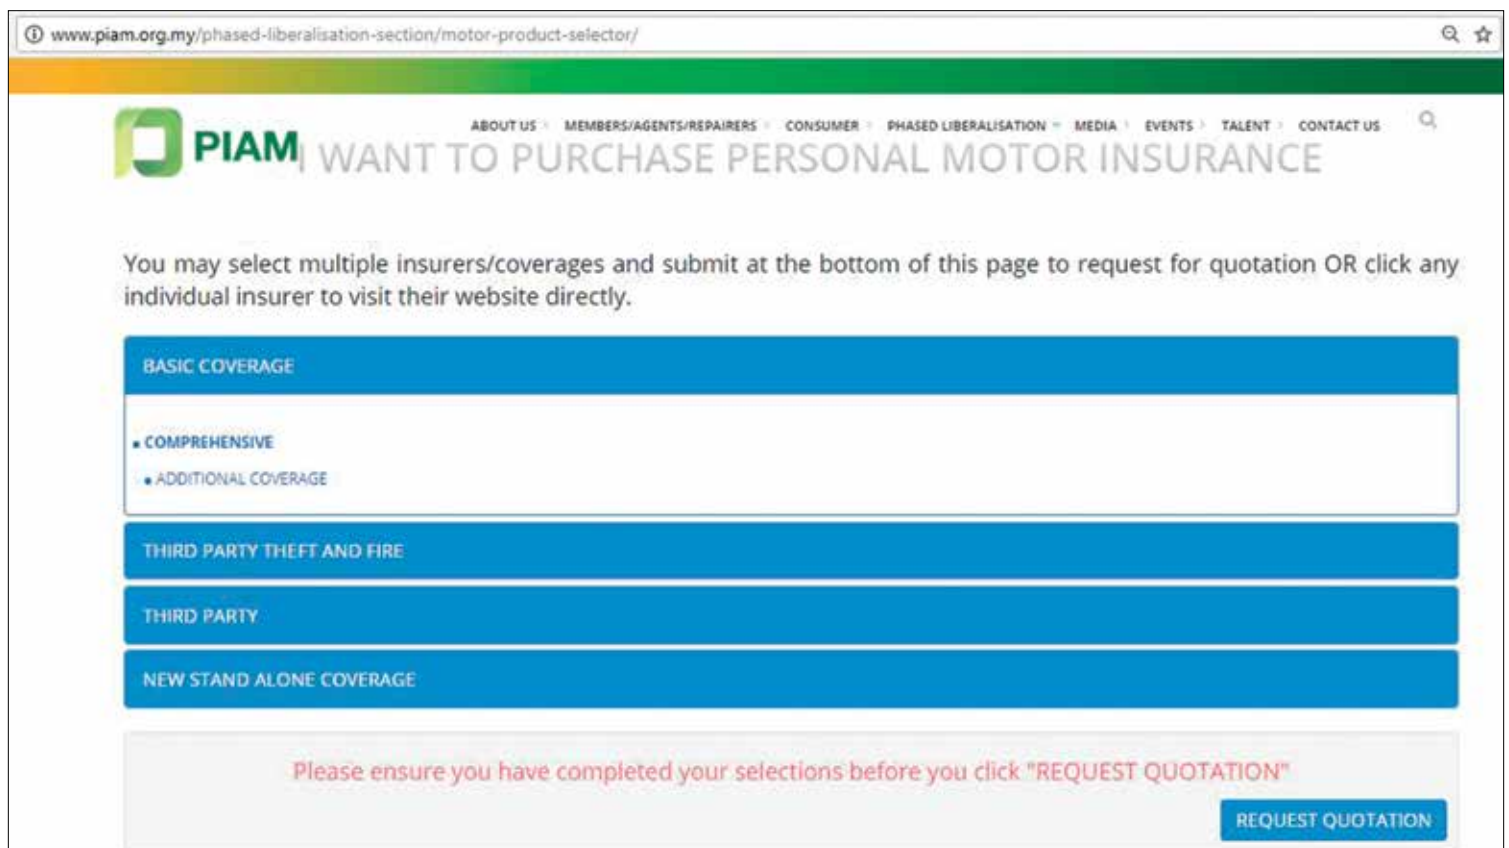 www.piam.org.my/phased-liberalisation-section/motor-product-selector/
PIAM
ABOUT US MEMBERS/AGENTS/REPAIRERS CONSUMER PHASED LIBERALISATION MEDIA EVENTS TALENT CONTACT US
I WANT TO PURCHASE PERSONAL MOTOR INSURANCE
You may select multiple insurers/coverages and submit at the bottom of this page to request for quotation OR click any
individual insurer to visit their website directly.
BASIC COVERAGE
COMPREHENSIVE
ADDITIONAL COVERAGE
THIRD PARTY THEFT AND FIRE
THIRD PARTY
NEW STAND ALONE COVERAGE
Please ensure you have completed your selections before you click "REQUEST QUOTATION"
REQUEST QUOTATION